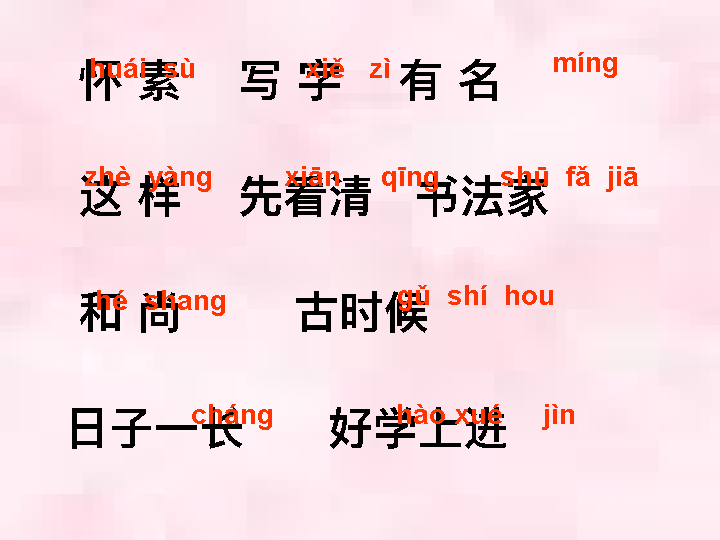 huái sù xiě zì míng
怀 素 写 字 有 名
zhè yàng xiān qīng shū fǎ jiā
这 样 先看清 书法家
hé shang gǔ shí hou
和 尚 古时候
cháng hào xué jìn
日子一长 好学上进